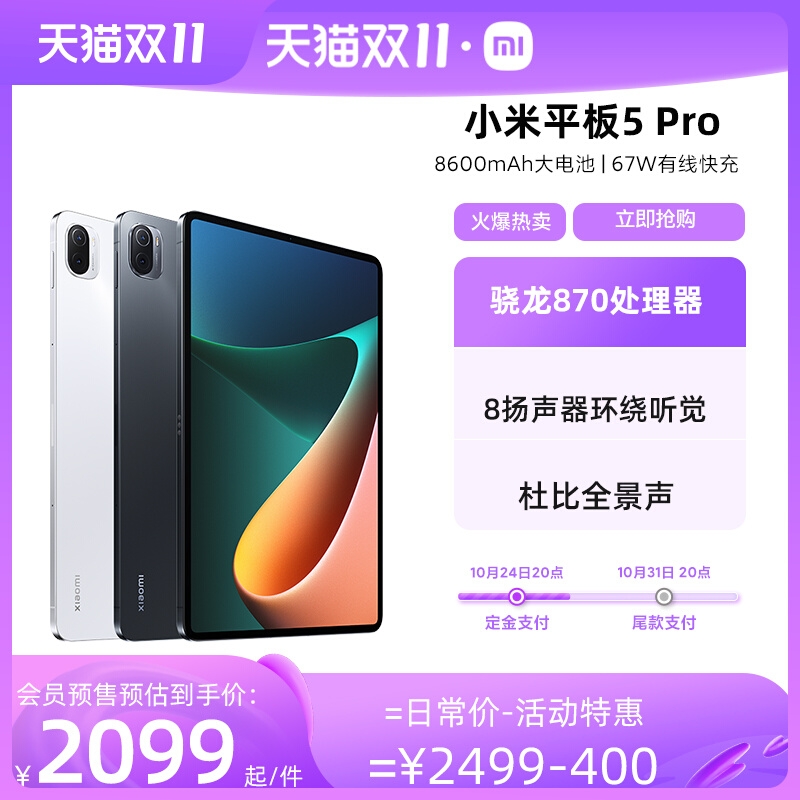 天猫双11
天猫双11·mi
小米平板5 Pro
8600mAh大电池 | 67W有线快充
火爆热卖
立即抢购
骁龙870处理器
8扬声器环绕听觉
杜比全景声
10月24日20点
10月31日 20点
定金支付
尾款支付
xiaomi
xiaomi
会员预售预估到手价：
¥2099起/件
=日常价-活动特惠
=¥2499-400